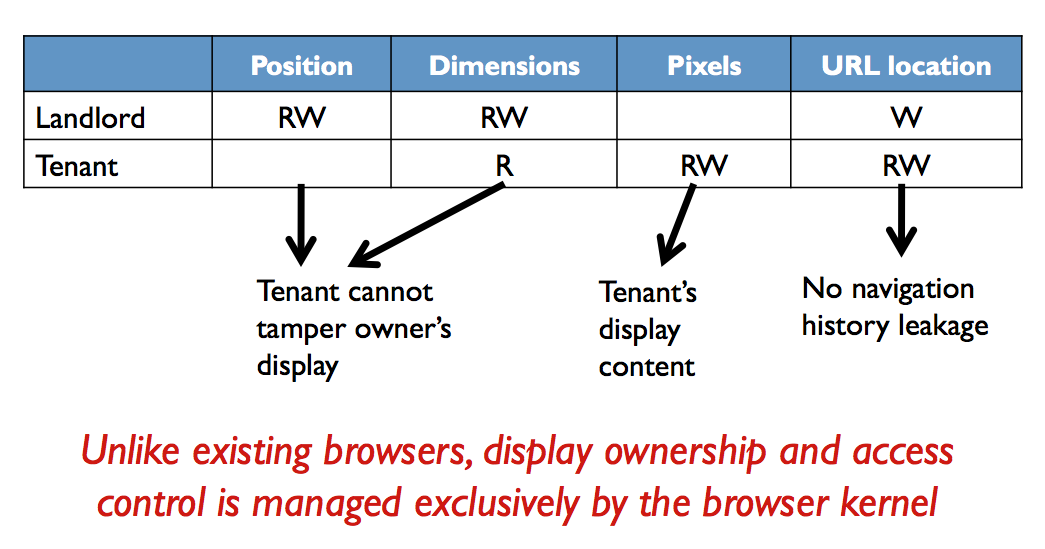 Position Dimensions Pixels URL location
Landlord RW RW W
Tenant R RW RW
Tenant cannot
tamper owner's
display
Tenant's
display
content
No navigation
history leakage
Unlike existing browsers, display ownership and access
control is managed exclusively by the browser kernel